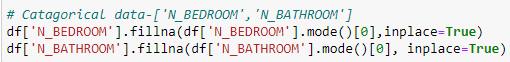 # Catagorical data-['N_BEDROOM','N_BATHROOM']
df['N_BEDROOM'].fillna(df['N_BEDROOM'].mode()[0],inplace=True)
df['N_BATHROOM'].fillna(df['N_BATHROOM'].mode()[0], inplace=True)